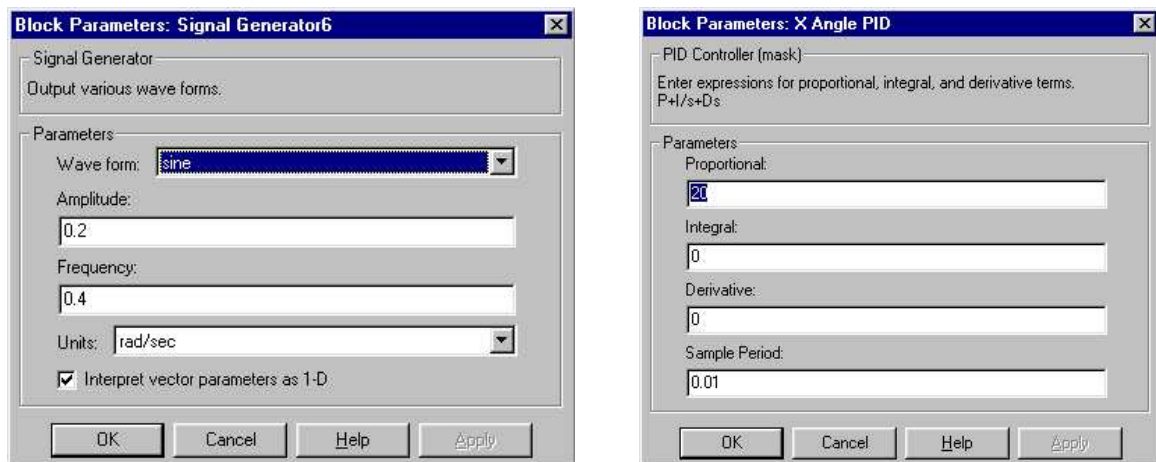 Block Parameters: Signal Generator6
Signal Generator
Output various wave forms.
Parameters
Wave form: sine
Amplitude:
0.2
Frequency:
0.4
Units: rad/sec
Interpret vector parameters as 1-D
OK Cancel Help Apply
Block Parameters: X Angle PID
PID Controller (mask)
Enter expressions for proportional, integral, and derivative terms.
P+I/s+Ds
Parameters
Proportional:
20
Integral:
0
Derivative:
0
Sample Period:
0.01
OK Cancel Help Apply